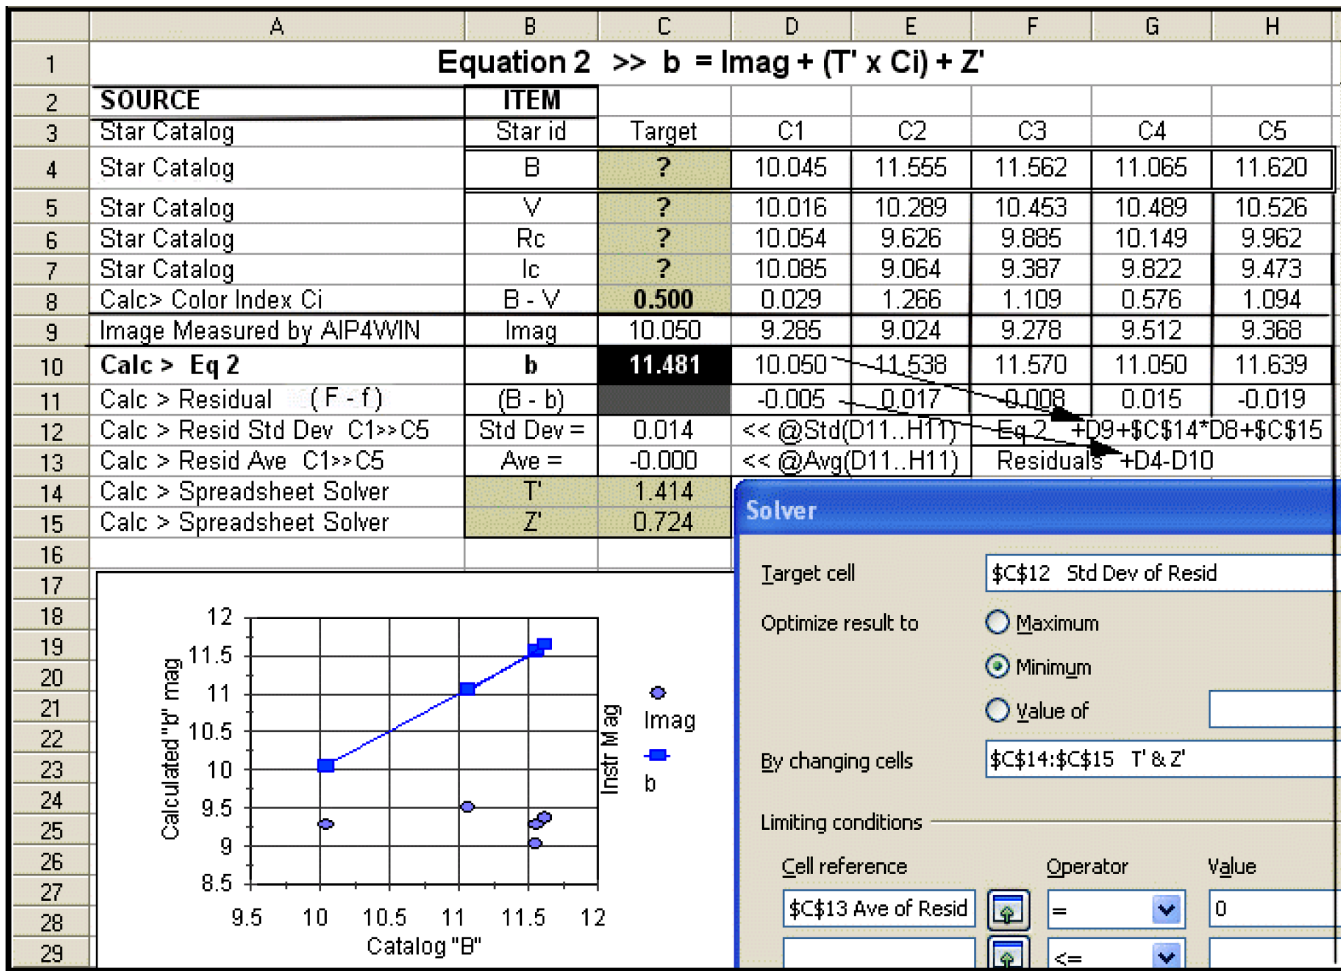 A B C D E F G H
1 Equation 2 >> b = Imag + (T' x Ci) + Z'
2 SOURCE ITEM
3 Star Catalog Star id Target C1 C2 C3 C4 C5
4 Star Catalog B ? 10.045 11.555 11.562 11.065 11.620
5 Star Catalog V ? 10.016 10.289 10.453 10.489 10.526
6 Star Catalog Rc ? 10.054 9.626 9.885 10.149 9.962
7 Star Catalog Ic ? 10.085 9.064 9.387 9.822 9.473
8 Calc> Color Index Ci B - V 0.500 0.029 1.266 1.109 0.576 1.094
9 Image Measured by AIP4WIN Imag 10.050 9.285 9.024 9.278 9.512 9.368
10 Calc > Eq 2 b 11.481 10.050 11.538 11.570 11.050 11.639
11 Calc > Residual (F - f) (B - b) -0.005 0.017 -0.008 0.015 -0.019
12 Calc > Resid Std Dev C1>>C5 Std Dev = 0.014 << @Std(D11..H11) Eq 2 +D9+$C$14*D8+$C$15
13 Calc > Resid Ave C1>>C5 Ave = -0.000 << @Avg(D11..H11) Residuals +D4-D10
14 Calc > Spreadsheet Solver T' 1.414
15 Calc > Spreadsheet Solver Z' 0.724
16
17
18
19
20
21
22
23
24
25
26
27
28
29
12
11.5
11
10.5
10
9.5
9
8.5
9.5 10 10.5 11 11.5 12
Calculated "b" mag
Catalog "B"
Instr Mag
Imag
b
Solver
Target cell $C$12 Std Dev of Resid
Optimize result to Maximum
Minimum
Value of
By changing cells $C$14:$C$15 T' & Z'
Limiting conditions
Cell reference Operator Value
$C$13 Ave of Resid = 0
<=